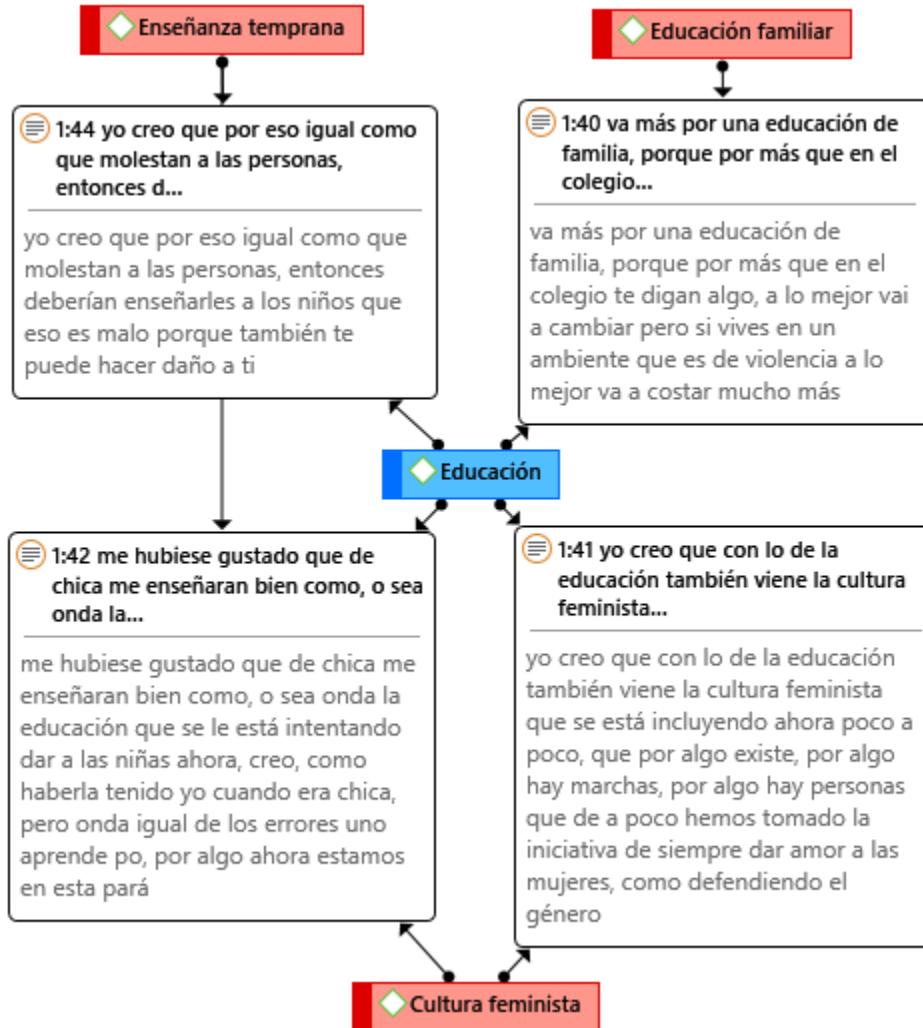 Enseñanza temprana
Educación familiar
1:44 yo creo que por eso igual como
que molestan a las personas,
entonces d...
yo creo que por eso igual como que
molestan a las personas, entonces
deberían enseñarles a los niños que
eso es malo porque también te
puede hacer daño a ti
1:40 va más por una educación de
familia, porque por más que en el
colegio...
va más por una educación de
familia, porque por más que en el
colegio te digan algo, a lo mejor vai
a cambiar pero si vives en un
ambiente que es de violencia a lo
mejor va a costar mucho más
Educación
1:42 me hubiese gustado que de
chica me enseñaran bien como, o sea
onda la...
me hubiese gustado que de chica me
enseñaran bien como, o sea onda la
educación que se le está intentando
dar a las niñas ahora, creo, como
haberla tenido yo cuando era chica,
pero onda igual de los errores uno
aprende po, por algo ahora estamos
en esta pará
1:41 yo creo que con lo de la
educación también viene la cultura
feminista...
yo creo que con lo de la educación
también viene la cultura feminista
que se está incluyendo ahora poco a
poco, que por algo existe, por algo
hay marchas, por algo hay personas
que de a poco hemos tomado la
iniciativa de siempre dar amor a las
mujeres, como defendiendo el
género
Cultura feminista